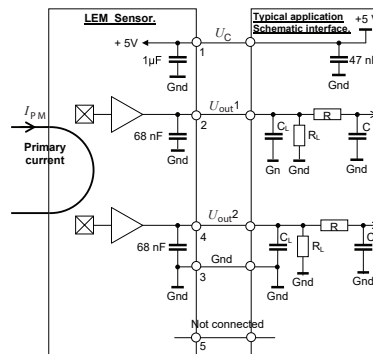 LEM Sensor.
Typical application
Schematic interface.
+5 V
+ 5V
U_C
1µF
1
47 n
Gnd
Gnd
I_PM
U_out1
Primary
current
68 nF
2
C_L
R_L
R
C
Gnd
Gn
Gnd
Gnd
U_out2
68 nF
4
C_L
R_L
R
C
Gnd
3
Gnd
Gnd
Gnd
Gnd
Gnd
Not connected
5